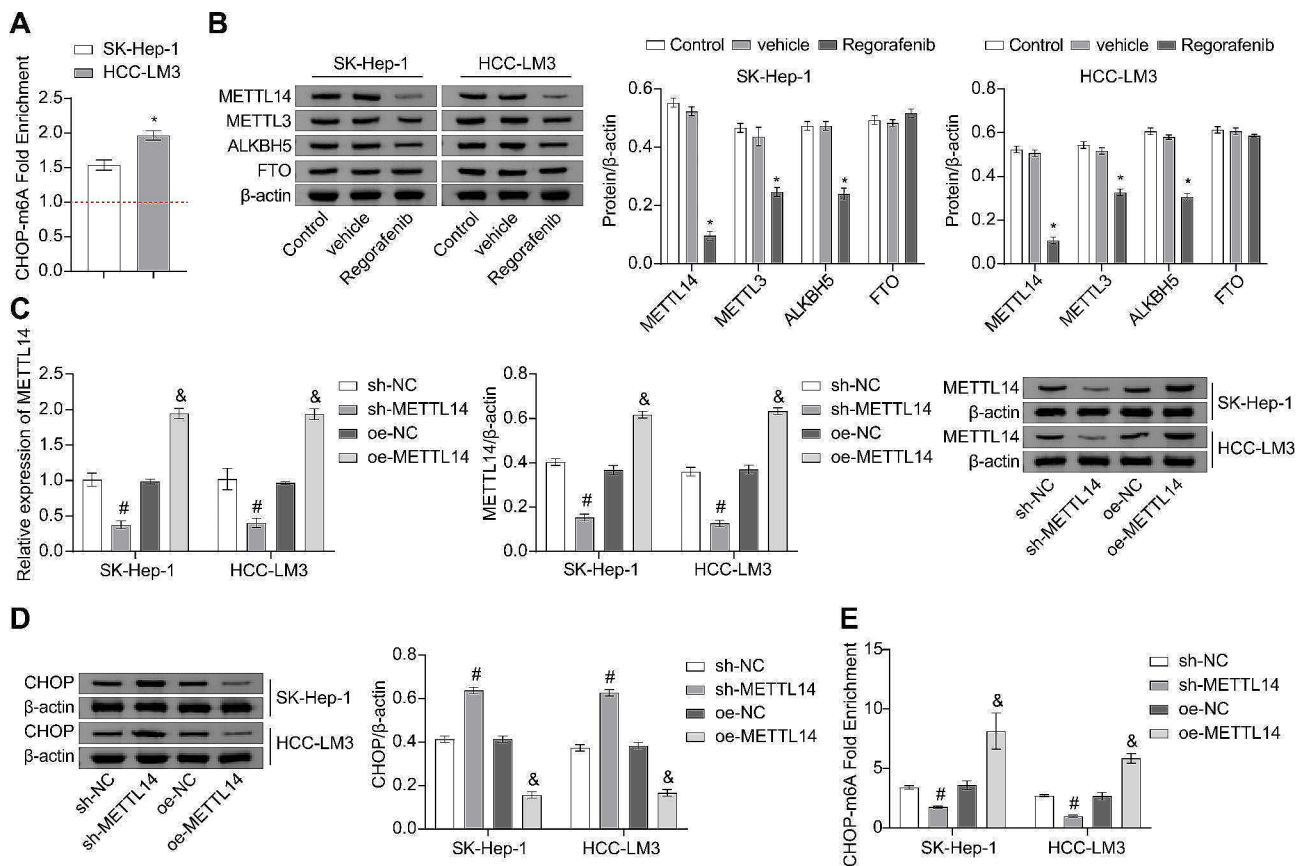 A
SK-Hep-1
HCC-LM3
CHOP-m6A Fold Enrichment
2.5
2.0
1.5
1.0
0.5
0.0
*
B
SK-Hep-1
HCC-LM3
METTL14
METTL3
ALKBH5
FTO
β-actin
Control
vehicle
Regorafenib
Control
vehicle
Regorafenib
Control
vehicle
Regorafenib
SK-Hep-1
Protein/β-actin
0.6
0.4
0.2
0.0
*
*
*
METTL14
METTL3
ALKBH5
FTO
Control
vehicle
Regorafenib
HCC-LM3
Protein/β-actin
0.8
0.6
0.4
0.2
0.0
*
*
*
METTL14
METTL3
ALKBH5
FTO
C
Relative expression of METTL14
2.5
2.0
1.5
1.0
0.5
0.0
#
&
#
&
SK-Hep-1
HCC-LM3
sh-NC
sh-METTL14
oe-NC
oe-METTL14
METTL14/β-actin
0.8
0.6
0.4
0.2
0.0
#
&
#
&
SK-Hep-1
HCC-LM3
sh-NC
sh-METTL14
oe-NC
oe-METTL14
METTL14
β-actin
SK-Hep-1
METTL14
β-actin
HCC-LM3
sh-NC
sh-METTL14
oe-NC
oe-METTL14
D
CHOP
β-actin
SK-Hep-1
CHOP
β-actin
HCC-LM3
sh-NC
sh-METTL14
oe-NC
oe-METTL14
CHOP/β-actin
0.8
0.6
0.4
0.2
0.0
#
&
#
&
SK-Hep-1
HCC-LM3
sh-NC
sh-METTL14
oe-NC
oe-METTL14
E
CHOP-m6A Fold Enrichment
15
10
5
0
#
&
#
&
SK-Hep-1
HCC-LM3
sh-NC
sh-METTL14
oe-NC
oe-METTL14